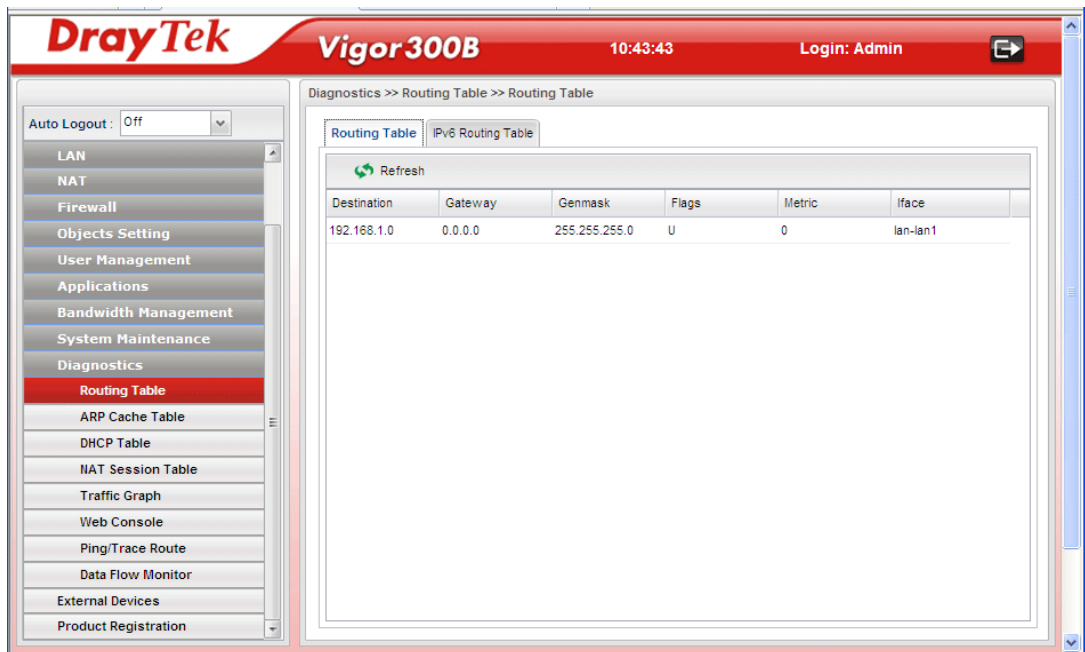 DrayTek
Vigor300B
10:43:43
Login: Admin
Auto Logout : Off
LAN
NAT
Firewall
Objects Setting
User Management
Applications
Bandwidth Management
System Maintenance
Diagnostics
Routing Table
ARP Cache Table
DHCP Table
NAT Session Table
Traffic Graph
Web Console
Ping/Trace Route
Data Flow Monitor
External Devices
Product Registration
Diagnostics >> Routing Table >> Routing Table
Routing Table IPv6 Routing Table
Refresh
Destination Gateway Genmask Flags Metric Iface
192.168.1.0 0.0.0.0 255.255.255.0 U 0 lan-lan1